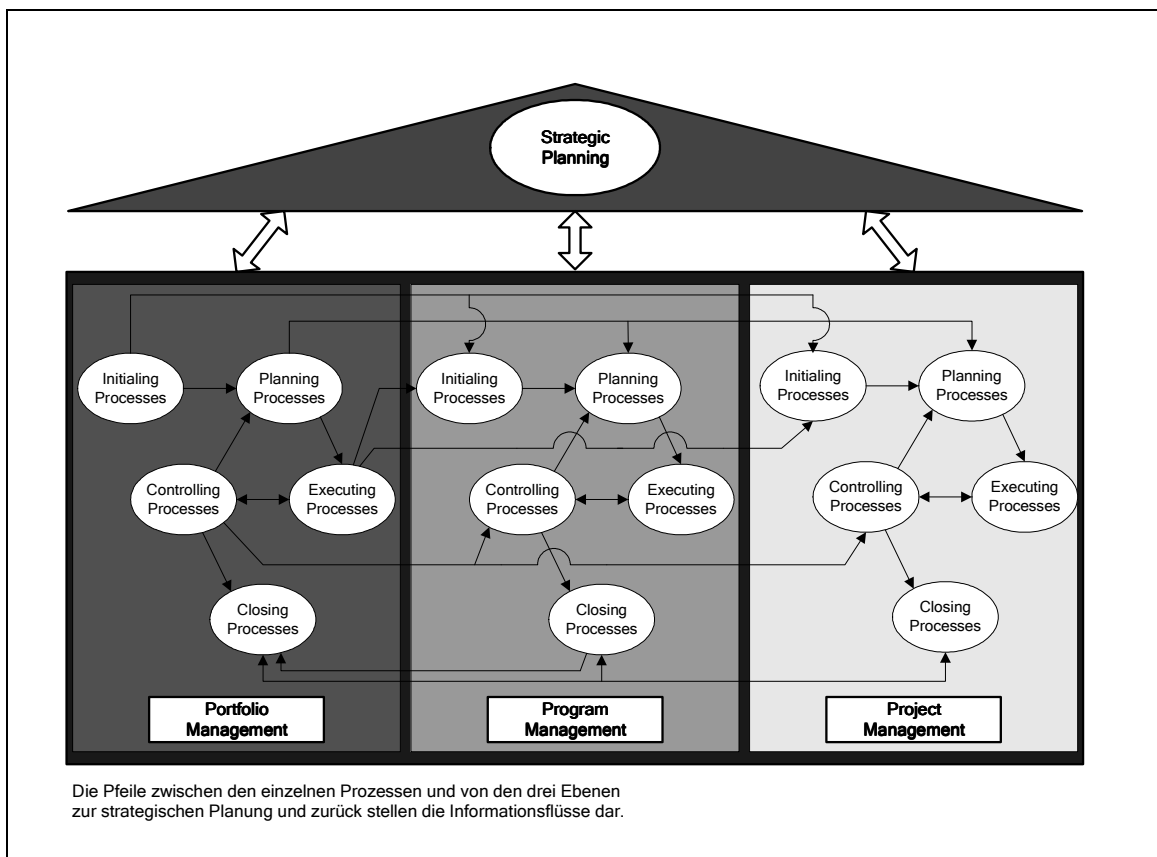 Strategic
Planning
Initialing
Processes
Planning
Processes
Controlling
Processes
Executing
Processes
Closing
Processes
Portfolio
Management
Initialing
Processes
Planning
Processes
Controlling
Processes
Executing
Processes
Closing
Processes
Program
Management
Initialing
Processes
Planning
Processes
Controlling
Processes
Executing
Processes
Closing
Processes
Project
Management
Die Pfeile zwischen den einzelnen Prozessen und von den drei Ebenen
zur strategischen Planung und zurück stellen die Informationsflüsse dar.